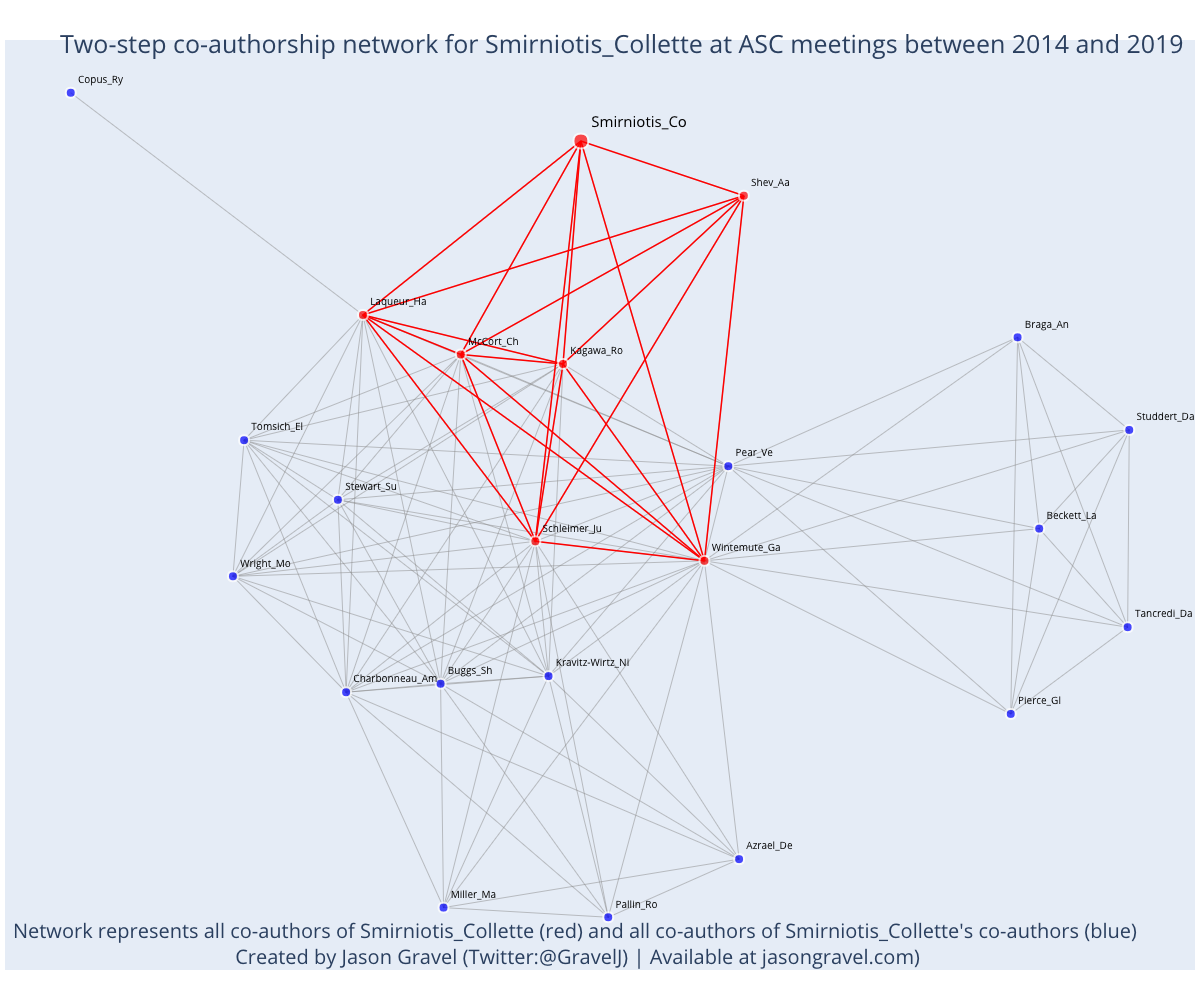 Two-step co-authorship network for Smirniotis_Collette at ASC meetings between 2014 and 2019
Copus_Ry
Smirniotis_Co
Shev_Aa
Laqueur_Ha
Braga_An
McCort_Ch
Kagawa_Ro
Studdert_Da
Tomsich_El
Pear_Ve
Stewart_Su
Beckett_La
Schleimer_Ju
Wintemute_Ga
Wright_Mo
Tancredi_Da
Kravitz-Wirtz_Ni
Buggs_Sh
Charbonneau_Am
Pierce_Gl
Azrael_De
Miller_Ma
Pallin_Ro
Network represents all co-authors of Smirniotis_Collette (red) and all co-authors of Smirniotis_Collette's co-authors (blue)
Created by Jason Gravel (Twitter:@GravelJ) | Available at jasongravel.com)